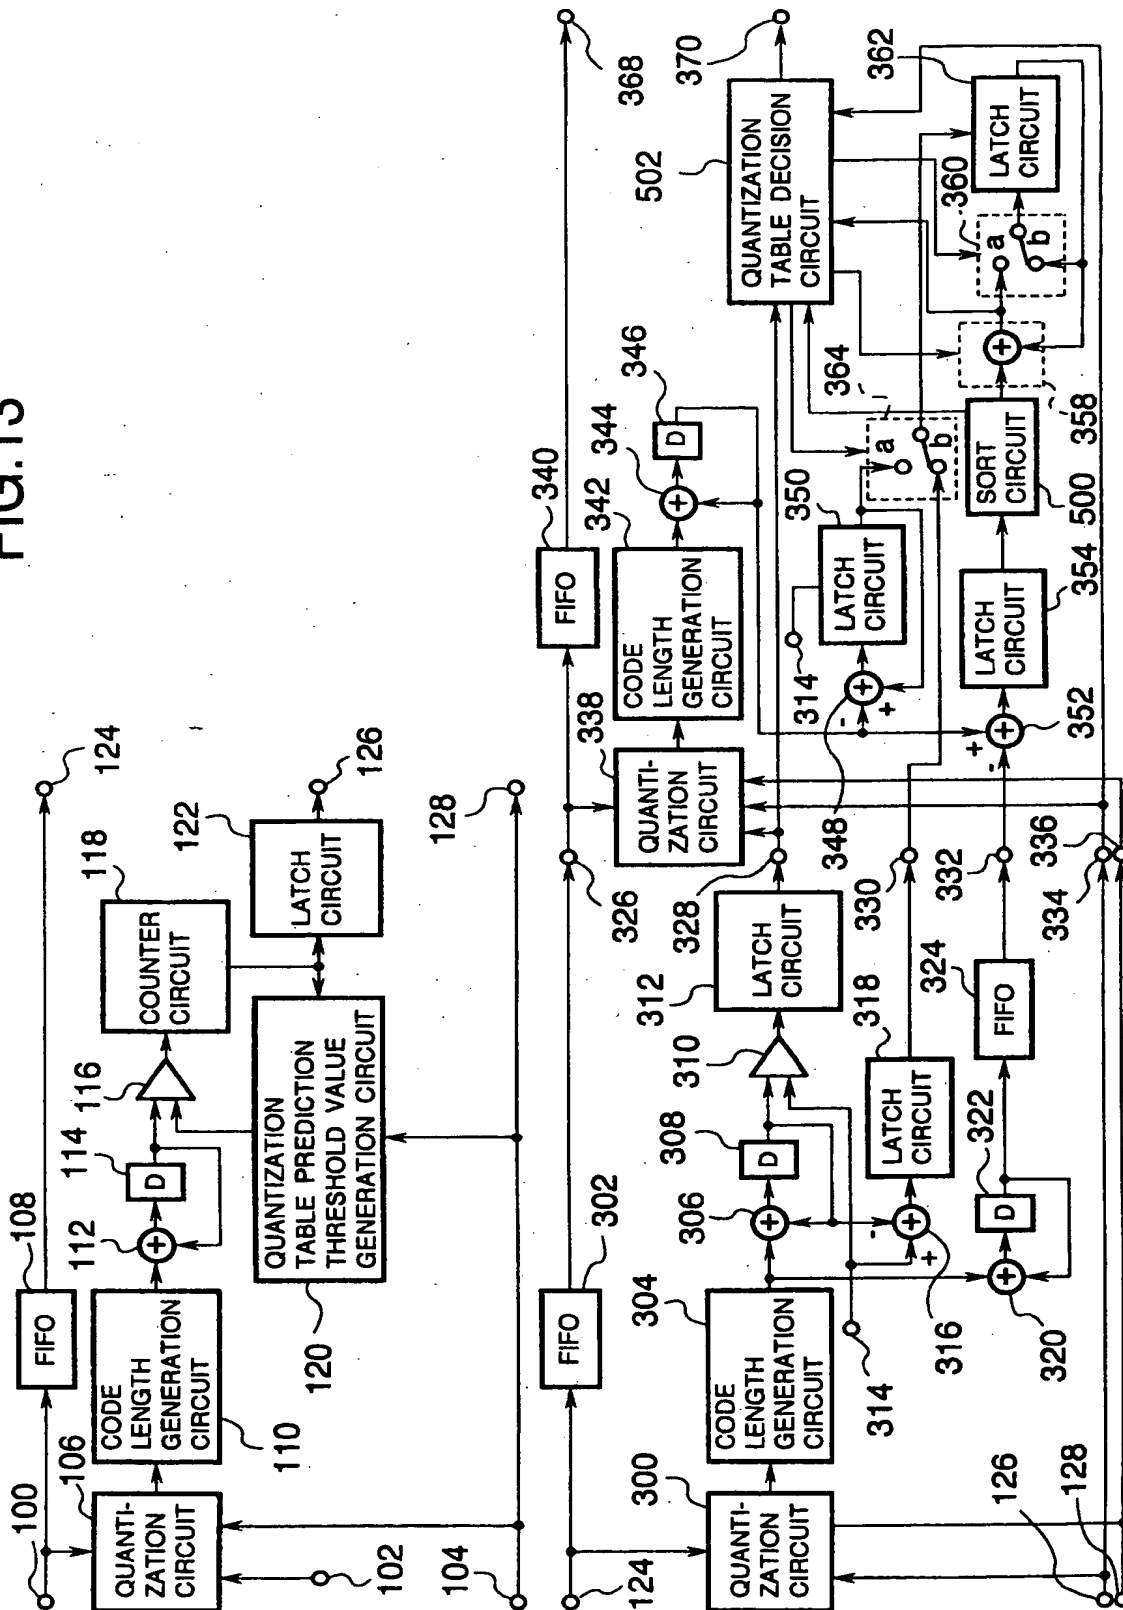 FIG.13
100
106
QUANTI-
ZATION
CIRCUIT
102
104
108
FIFO
CODE
LENGTH
GENERATION
CIRCUIT
110
112
114
D
116
118
COUNTER
CIRCUIT
QUANTIZATION
TABLE PREDICTION
THRESHOLD VALUE
GENERATION CIRCUIT
120
122
LATCH
CIRCUIT
124
126
128
124
300
QUANTI-
ZATION
CIRCUIT
126
128
302
FIFO
304
CODE
LENGTH
GENERATION
CIRCUIT
306
308
D
310
312
LATCH
CIRCUIT
314
316
-
+
318
LATCH
CIRCUIT
320
322
D
324
FIFO
326
328
330
332
334
336
338
QUANTI-
ZATION
CIRCUIT
340
FIFO
342
CODE
LENGTH
GENERATION
CIRCUIT
344
346
D
348
-
+
314
350
LATCH
CIRCUIT
352
+
-
354
LATCH
CIRCUIT
364
a
b
SORT
CIRCUIT
500
358
360
a
b
362
LATCH
CIRCUIT
502
QUANTIZATION
TABLE DECISION
CIRCUIT
368
370